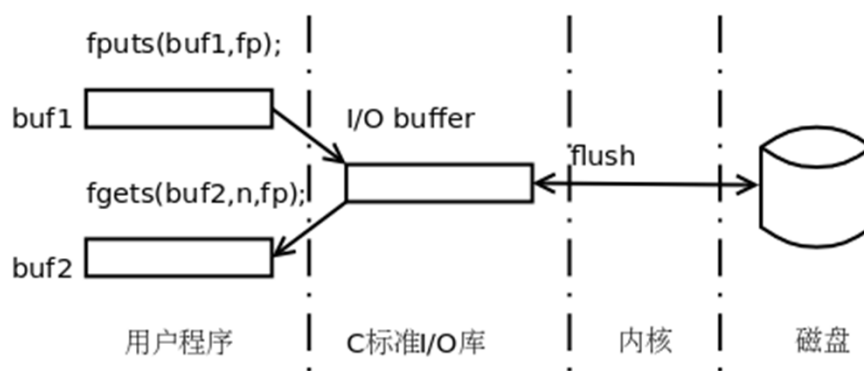 fputs(buf1,fp);
buf1
I/O buffer
flush
fgets(buf2,n,fp);
buf2
用户程序
C标准I/O库
内核
磁盘